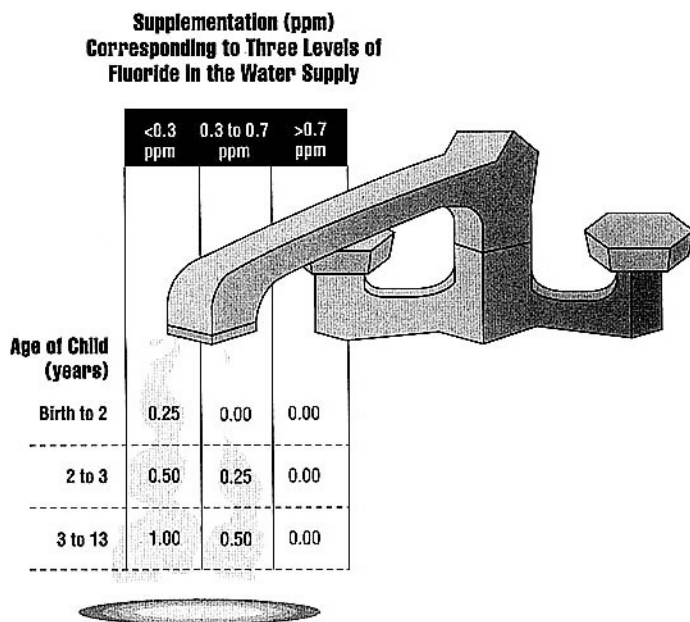 Supplementation (ppm)
Corresponding to Three Levels of
Fluoride in the Water Supply
<0.3 0.3 to 0.7 >0.7
ppm ppm ppm
Age of Child
(years)
Birth to 2 0.25 0.00 0.00
2 to 3 0.50 0.25 0.00
3 to 13 1.00 0.50 0.00